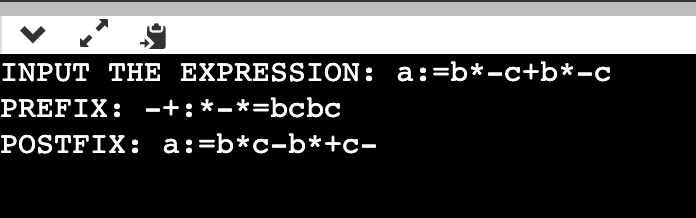 INPUT THE EXPRESSION: a:=b*-c+b*-c
PREFIX: -+:*-*=bcbc
POSTFIX: a:=b*c-b*+c-